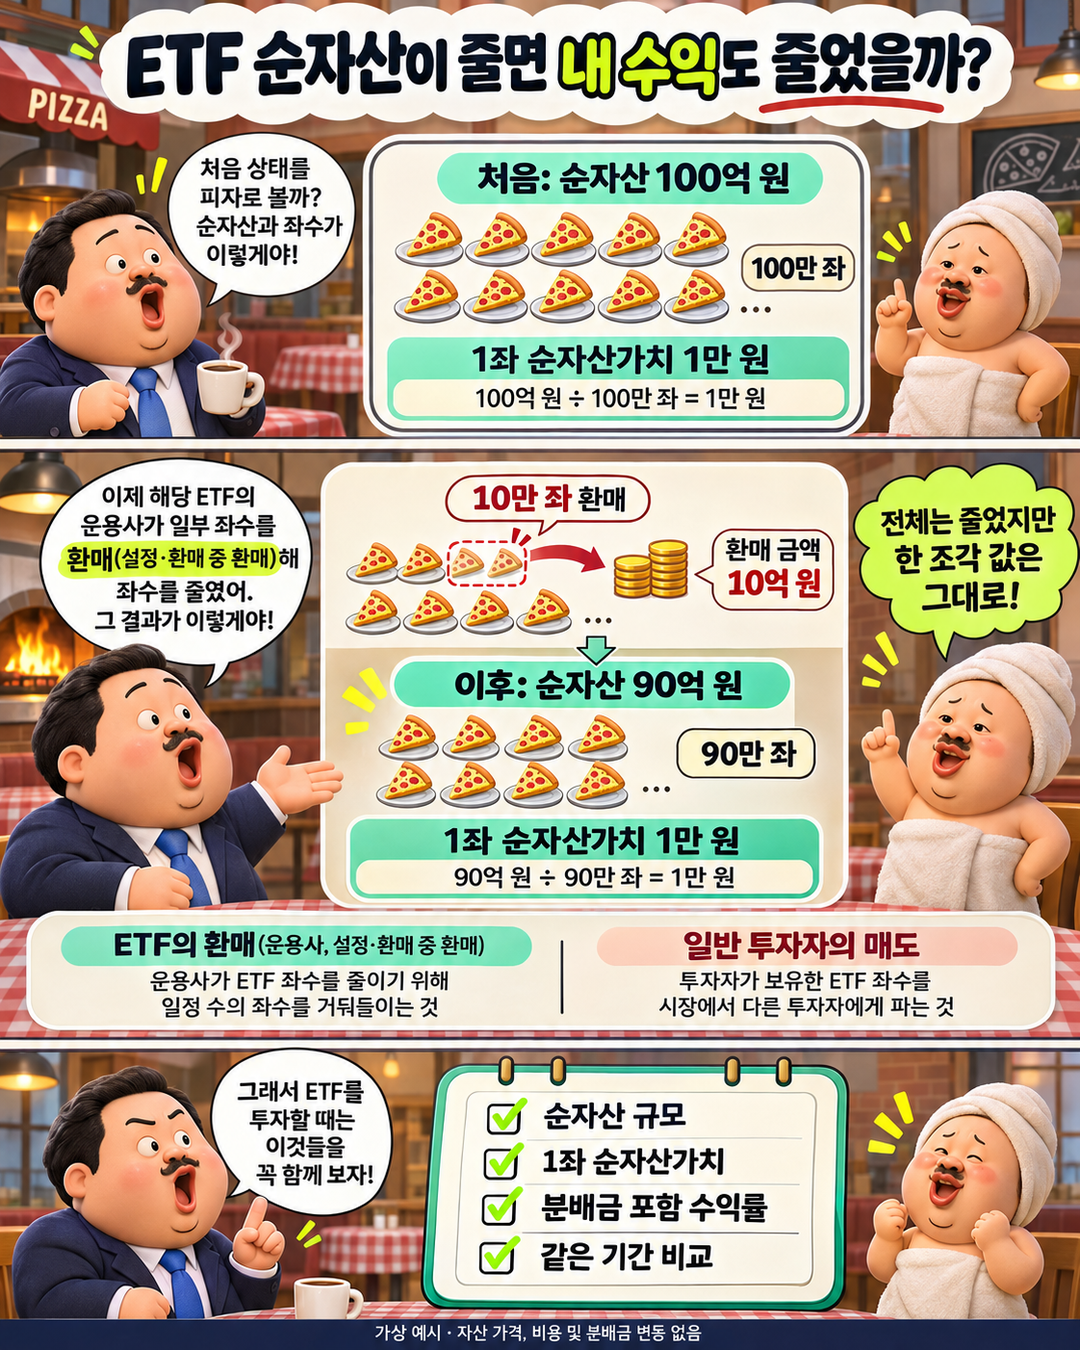 ETF 순자산이 줄면 내 수익도 줄었을까?
PIZZA
처음 상태를
피자로 볼까?
순자산과 좌수가
이렇게야!
처음: 순자산 100억 원
100만 좌
...
1좌 순자산가치 1만 원
100억 원 ÷ 100만 좌 = 1만 원
이제 해당 ETF의
운용사가 일부 좌수를
환매(설정·환매 중 환매)해
좌수를 줄였어.
그 결과가 이렇게야!
10만 좌 환매
환매 금액
10억 원
...
전체는 줄었지만
한 조각 값은
그대로!
이후: 순자산 90억 원
90만 좌
...
1좌 순자산가치 1만 원
90억 원 ÷ 90만 좌 = 1만 원
ETF의 환매 (운용사, 설정·환매 중 환매)
운용사가 ETF 좌수를 줄이기 위해
일정 수의 좌수를 거둬들이는 것
일반 투자자의 매도
투자자가 보유한 ETF 좌수를
시장에서 다른 투자자에게 파는 것
그래서 ETF를
투자할 때는
이것들을
꼭 함께 보자!
순자산 규모
1좌 순자산가치
분배금 포함 수익률
같은 기간 비교
가상 예시 · 자산 가격, 비용 및 분배금 변동 없음